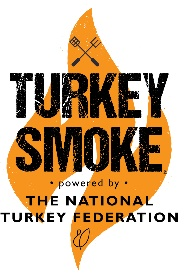 TURKEY
SMOKE®
• powered by •
THE NATIONAL
TURKEY FEDERATION